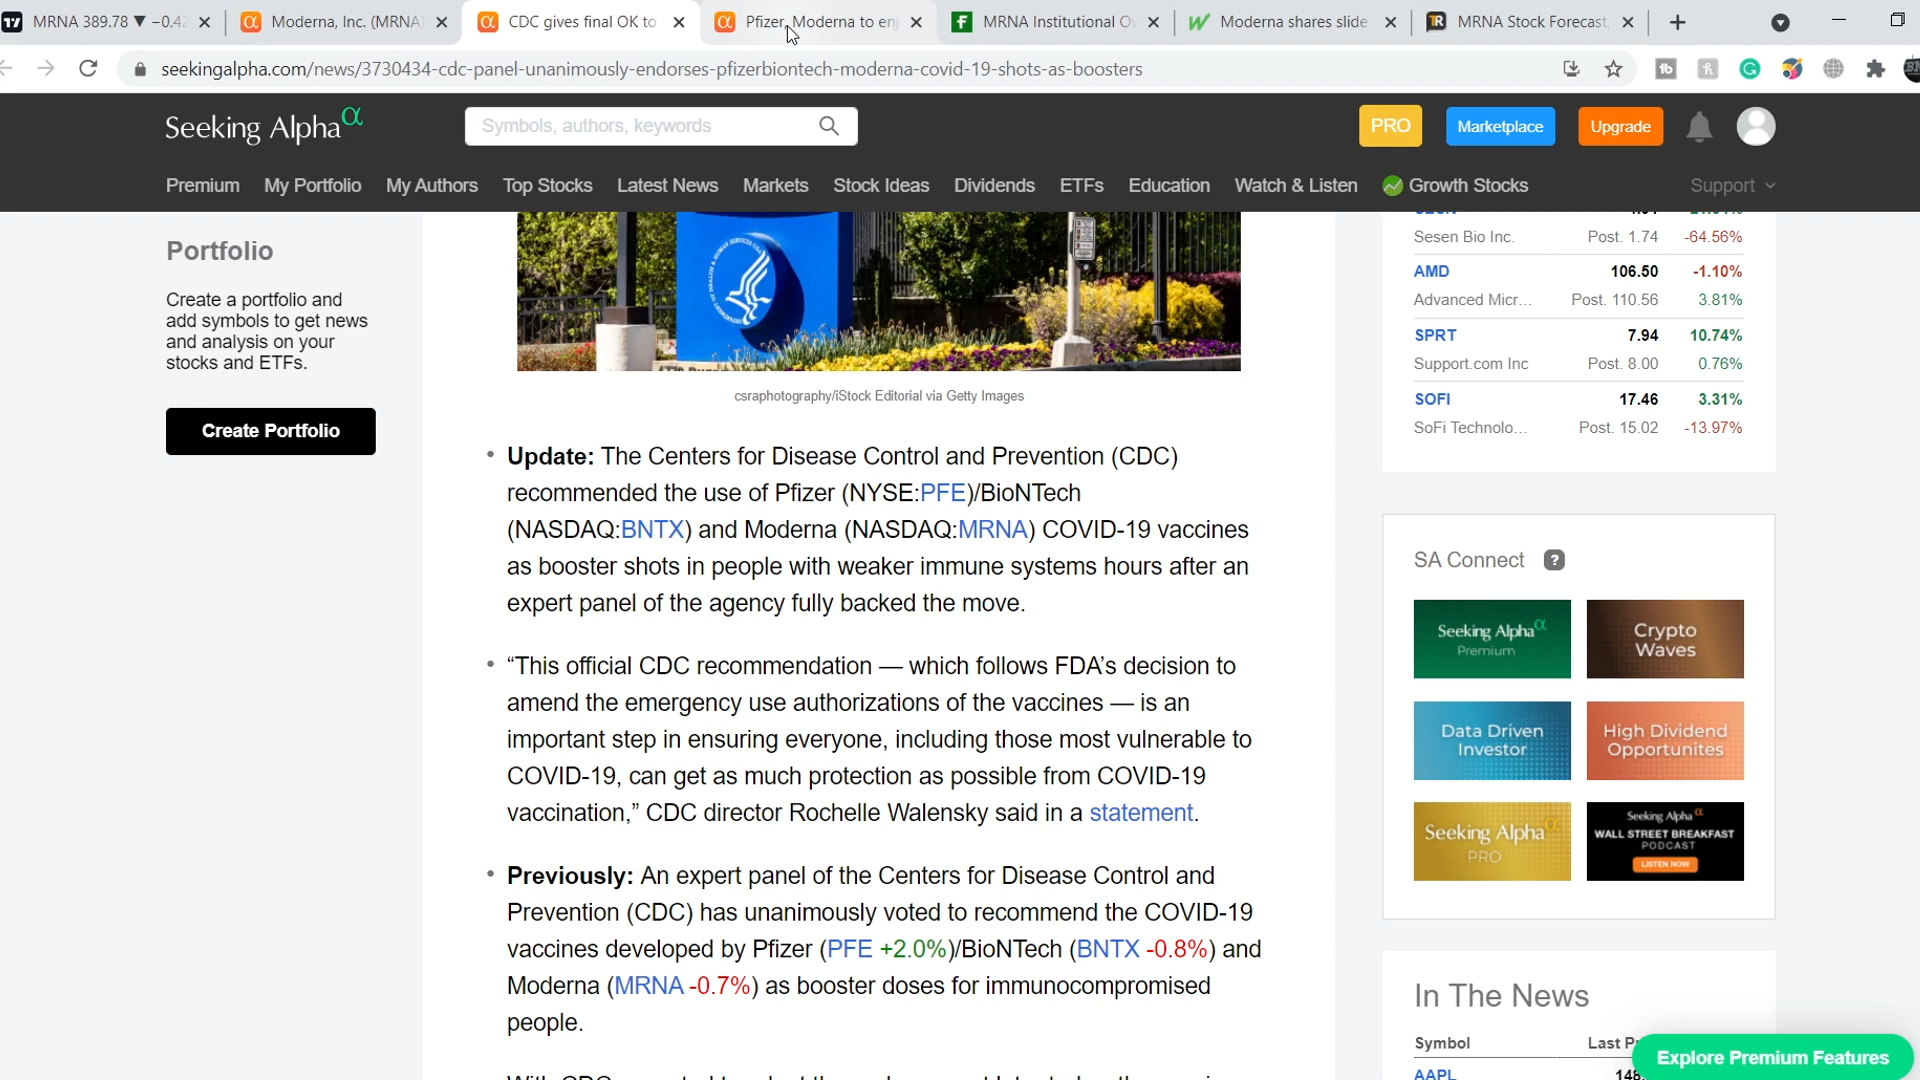 MRNA 389.78 ▼ −0.42
Moderna, Inc. (MRNA)
CDC gives final OK to
Pfizer, Moderna to enj
MRNA Institutional Ow
Moderna shares slide
MRNA Stock Forecast,
seekingalpha.com/news/3730434-cdc-panel-unanimously-endorses-pfizerbiontech-moderna-covid-19-shots-as-boosters
Seeking Alpha α
Symbols, authors, keywords
PRO
Marketplace
Upgrade
Premium My Portfolio My Authors Top Stocks Latest News Markets Stock Ideas Dividends ETFs Education Watch & Listen Growth Stocks Support
Portfolio
Create a portfolio and
add symbols to get news
and analysis on your
stocks and ETFs.
Create Portfolio
csraphotography/iStock Editorial via Getty Images
• Update: The Centers for Disease Control and Prevention (CDC)
recommended the use of Pfizer (NYSE:PFE)/BioNTech
(NASDAQ:BNTX) and Moderna (NASDAQ:MRNA) COVID-19 vaccines
as booster shots in people with weaker immune systems hours after an
expert panel of the agency fully backed the move.
• “This official CDC recommendation — which follows FDA’s decision to
amend the emergency use authorizations of the vaccines — is an
important step in ensuring everyone, including those most vulnerable to
COVID-19, can get as much protection as possible from COVID-19
vaccination,” CDC director Rochelle Walensky said in a statement.
• Previously: An expert panel of the Centers for Disease Control and
Prevention (CDC) has unanimously voted to recommend the COVID-19
vaccines developed by Pfizer (PFE +2.0%)/BioNTech (BNTX -0.8%) and
Moderna (MRNA -0.7%) as booster doses for immunocompromised
people.
Sesen Bio Inc. Post. 1.74 -64.56%
AMD 106.50 -1.10%
Advanced Micr... Post. 110.56 3.81%
SPRT 7.94 10.74%
Support.com Inc Post. 8.00 0.76%
SOFI 17.46 3.31%
SoFi Technolo... Post. 15.02 -13.97%
SA Connect ?
Seeking Alpha α
Premium
Crypto
Waves
Data Driven
Investor
High Dividend
Opportunites
Seeking Alpha α
PRO
Seeking Alpha α
WALL STREET BREAKFAST
PODCAST
LISTEN NOW
In The News
Symbol Last P
AAPL 148.
Explore Premium Features